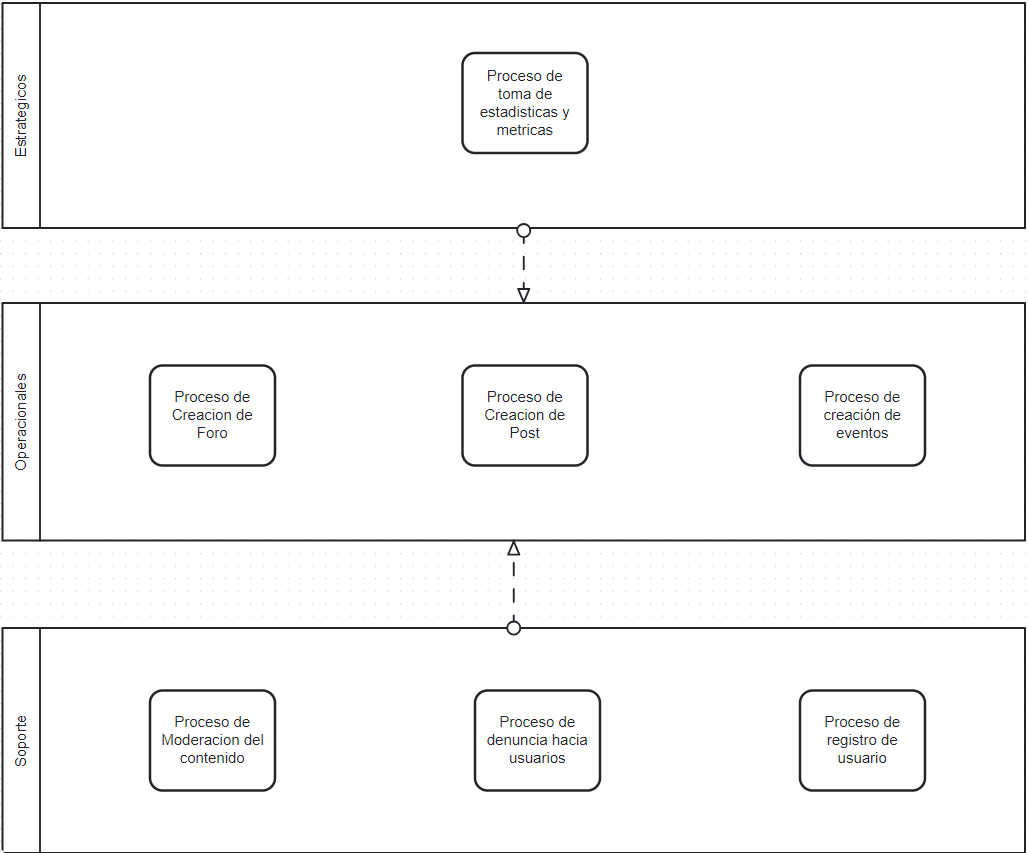 Estrategicos
Proceso de
toma de
estadisticas y
metricas
Operacionales
Proceso de
Creacion de
Foro
Proceso de
Creacion de
Post
Proceso de
creación de
eventos
Soporte
Proceso de
Moderacion del
contenido
Proceso de
denuncia hacia
usuarios
Proceso de
registro de
usuario